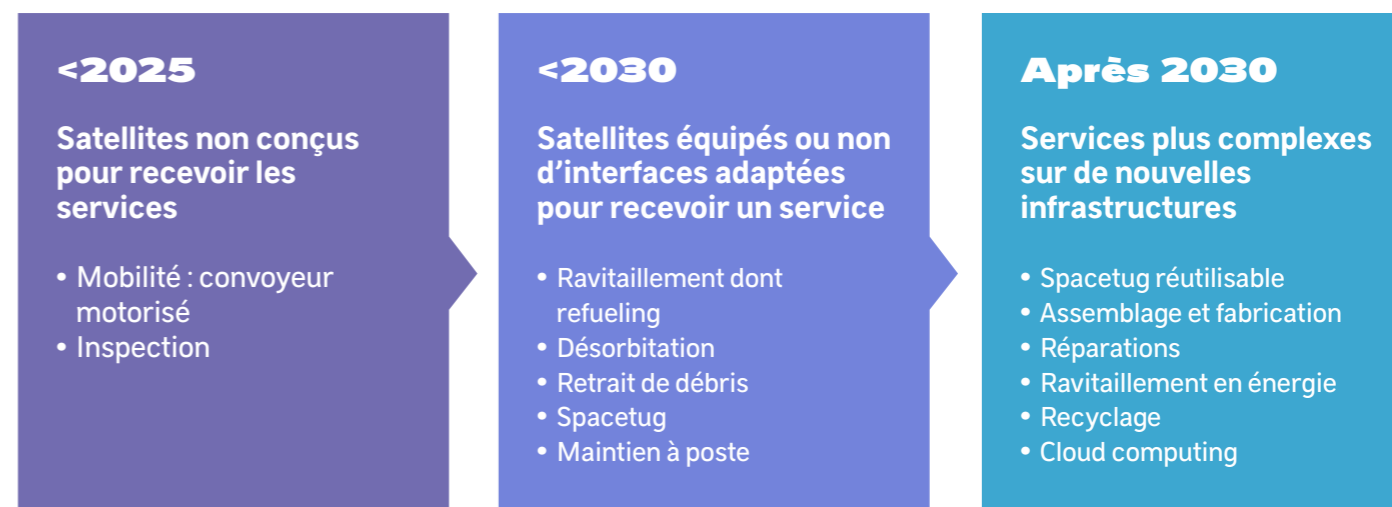 <2025
Satellites non conçus
pour recevoir les
services
• Mobilité : convoyeur
motorisé
• Inspection
<2030
Satellites équipés ou non
d’interfaces adaptées
pour recevoir un service
• Ravitaillement dont
refueling
• Désorbitation
• Retrait de débris
• Spacetug
• Maintien à poste
Après 2030
Services plus complexes
sur de nouvelles
infrastructures
• Spacetug réutilisable
• Assemblage et fabrication
• Réparations
• Ravitaillement en énergie
• Recyclage
• Cloud computing